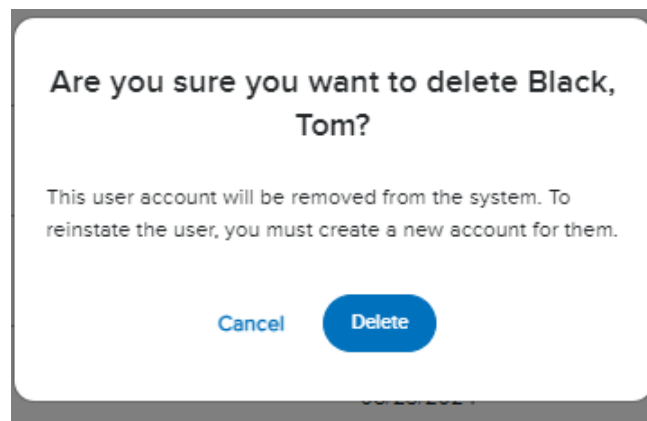 Are you sure you want to delete Black,
Tom?
This user account will be removed from the system. To
reinstate the user, you must create a new account for them.
Cancel Delete